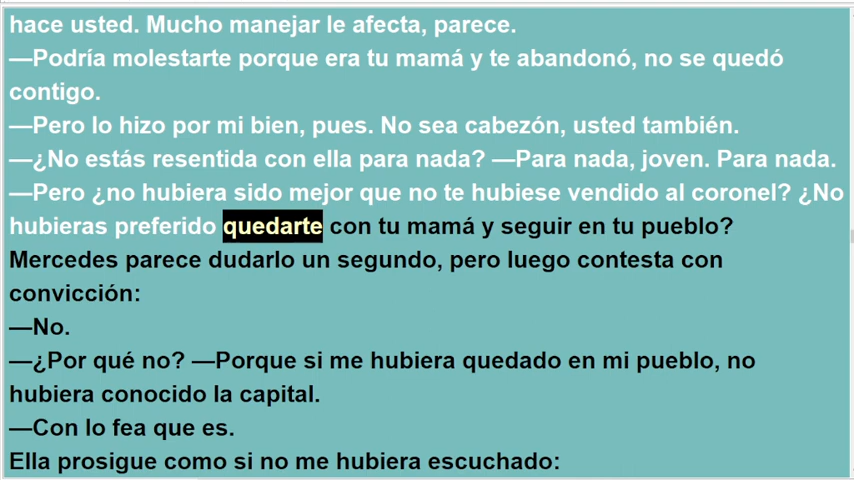 hace usted. Mucho manejar le afecta, parece.
—Podría molestarte porque era tu mamá y te abandonó, no se quedó
contigo.
—Pero lo hizo por mi bien, pues. No sea cabezón, usted también.
—¿No estás resentida con ella para nada? —Para nada, joven. Para nada.
—Pero ¿no hubiera sido mejor que no te hubiese vendido al coronel? ¿No
hubieras preferido quedarte con tu mamá y seguir en tu pueblo?
Mercedes parece dudarlo un segundo, pero luego contesta con
convicción:
—No.
—¿Por qué no? —Porque si me hubiera quedado en mi pueblo, no
hubiera conocido la capital.
—Con lo fea que es.
Ella prosigue como si no me hubiera escuchado: